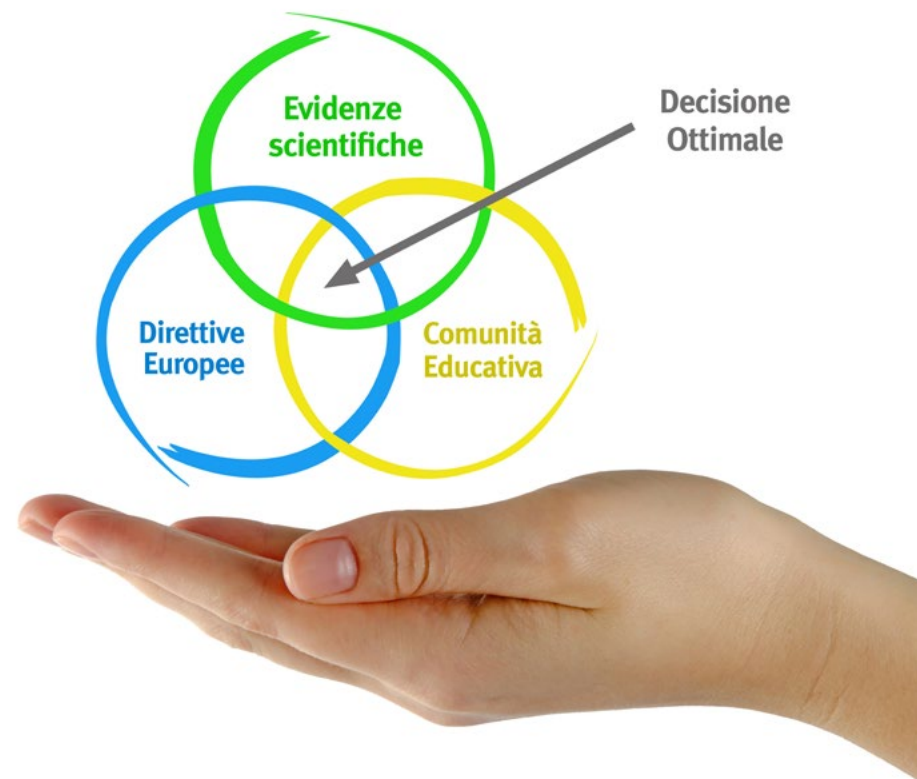 Evidenze
scientifiche
Decisione
Ottimale
Direttive
Europee
Comunità
Educativa